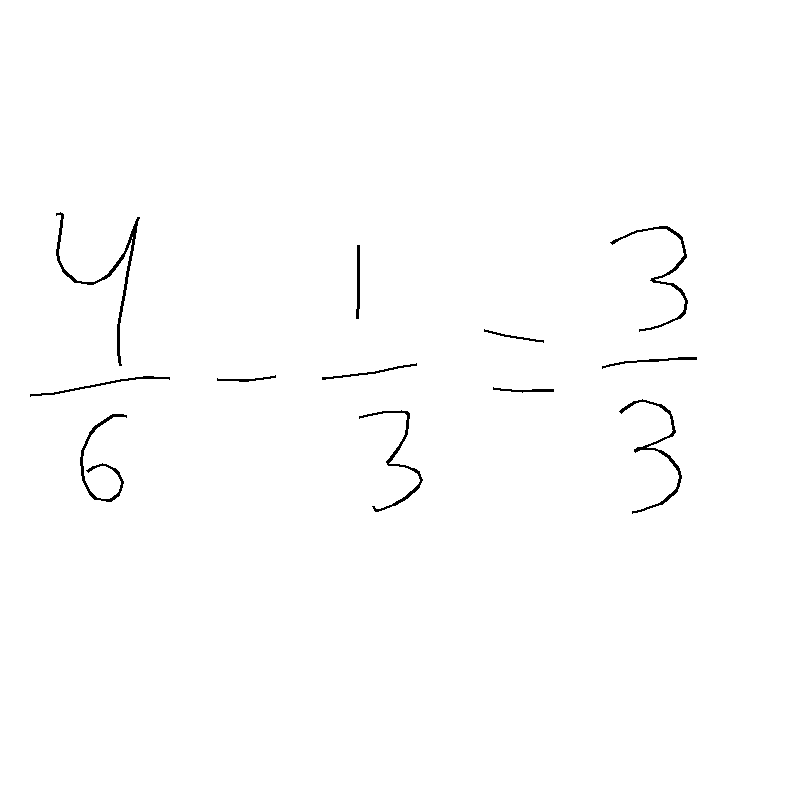 4/6 - 1/3 = 3/3